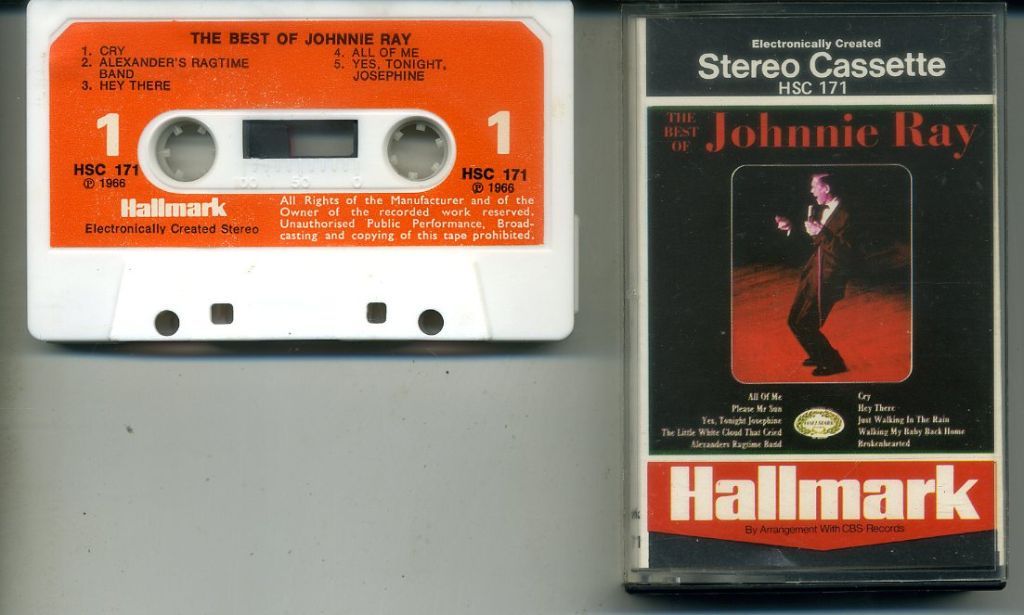 THE BEST OF JOHNNIE RAY
1. CRY
2. ALEXANDER'S RAGTIME
BAND
3. HEY THERE
4. ALL OF ME
5. YES, TONIGHT,
JOSEPHINE
1
HSC 171
℗ 1966
1
HSC 171
℗ 1966
100 50 0
Hallmark
Electronically Created Stereo
All Rights of the Manufacturer and of the
Owner of the recorded work reserved.
Unauthorised Public Performance, Broad-
casting and copying of this tape prohibited.
Electronically Created
Stereo Cassette
HSC 171
THE
BEST
OF
Johnnie Ray
All Of Me
Please Mr Sun
Yes, Tonight Josephine
The Little White Cloud That Cried
Alexanders Ragtime Band
Cry
Hey There
Just Walking In The Rain
Walking My Baby Back Home
Brokenhearted
Hallmark
By Arrangement With CBS Records